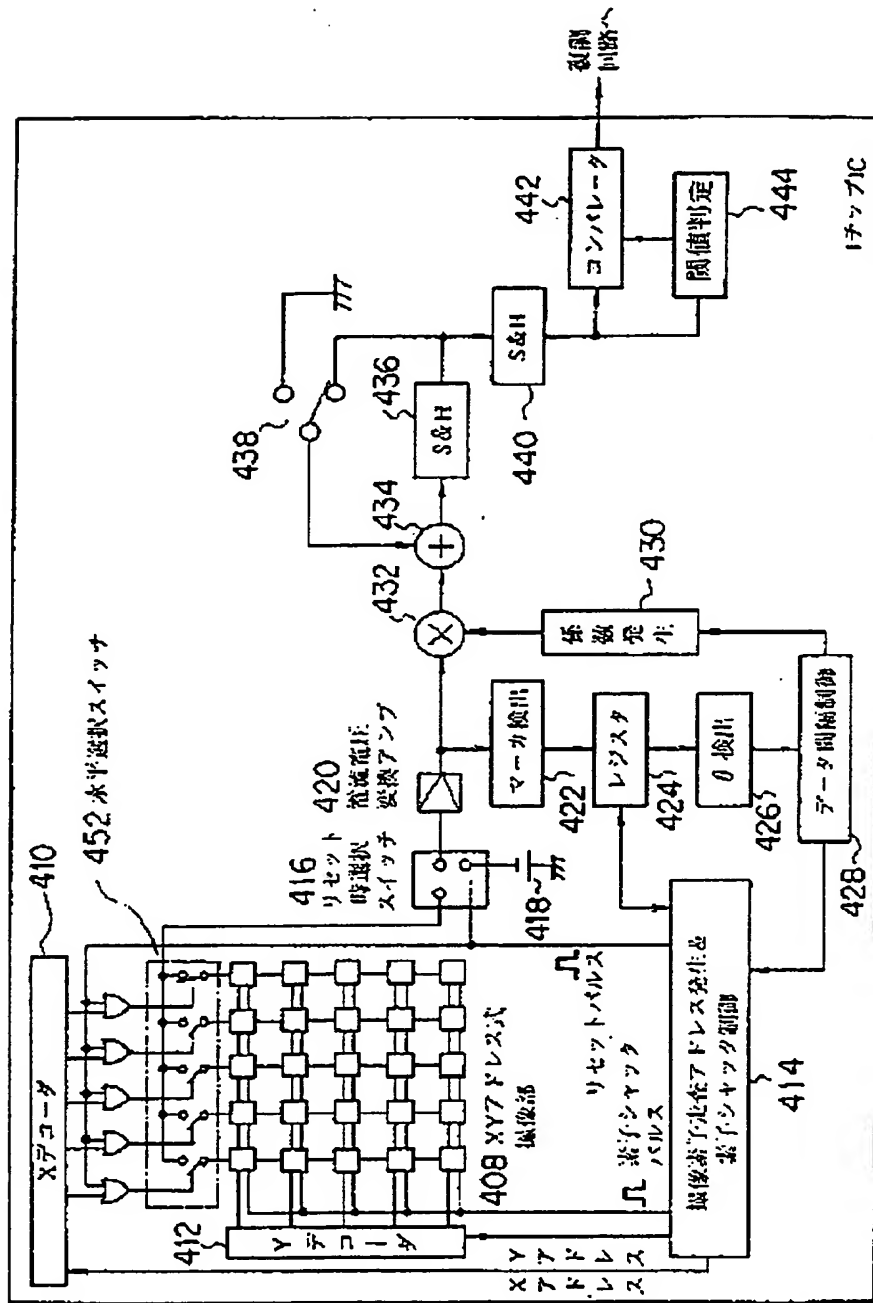 410
Xデコーダ
452 水平選択スイッチ
412
Yデコーダ
408 XYアドレス式
撮像部
416
リセット
時選択
スイッチ
418
420
電流電圧
変換アンプ
リセットパルス
素子シャッタ
パルス
XY
アドレス
撮像素子走査アドレス発生&
素子シャッタ制御
414
マーカ検出
422
レジスタ
424
θ検出
426
データ間隔制御
428
係数
発生
430
×
432
+
434
S&H
436
438
S&H
440
コンパレータ
442
閾値判定
444
復調
回路へ
1チップIC